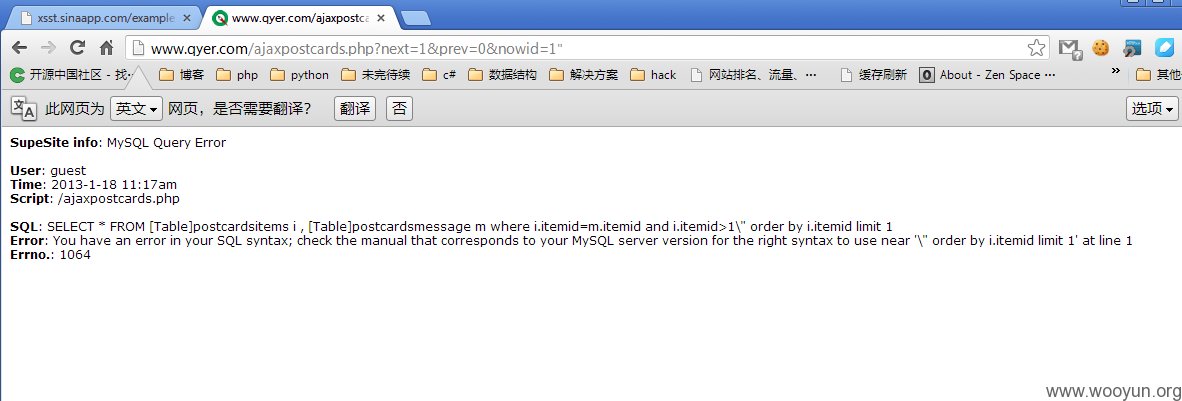 xsst.sinaapp.com/example
www.qyer.com/ajaxpostca
www.qyer.com/ajaxpostcards.php?next=1&prev=0&nowid=1"
开源中国社区 - 找… 博客 php python 未完待续 c# 数据结构 解决方案 hack 网站排名、流量、… 缓存刷新 About - Zen Space … » 其他
此网页为 英文 网页，是否需要翻译？ 翻译 否 选项
SupeSite info: MySQL Query Error
User: guest
Time: 2013-1-18 11:17am
Script: /ajaxpostcards.php
SQL: SELECT * FROM [Table]postcardsitems i , [Table]postcardsmessage m where i.itemid=m.itemid and i.itemid>1\" order by i.itemid limit 1
Error: You have an error in your SQL syntax; check the manual that corresponds to your MySQL server version for the right syntax to use near '\" order by i.itemid limit 1' at line 1
Errno.: 1064
www.wooyun.org